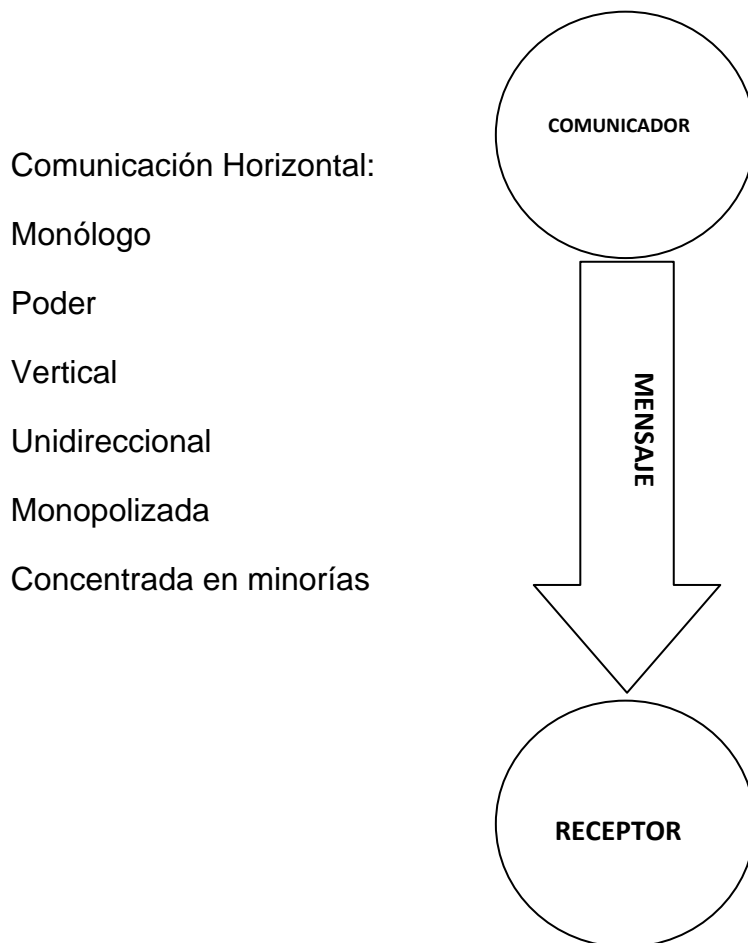 COMUNICADOR
Comunicación Horizontal:
Monólogo
Poder
Vertical
Unidireccional
Monopolizada
Concentrada en minorías
MENSAJE
RECEPTOR